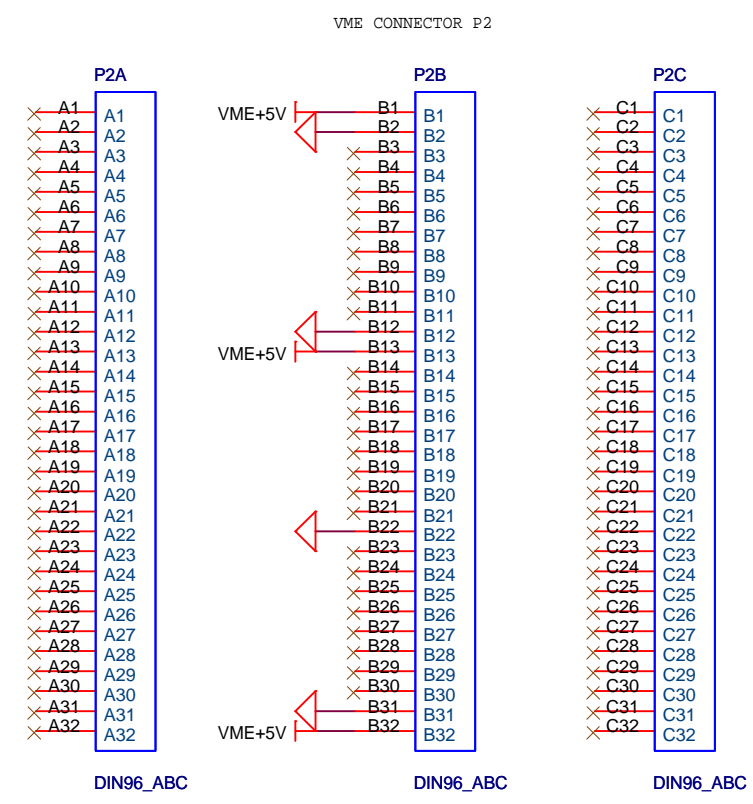 VME CONNECTOR P2
P2A P2B P2C
A1 A1 VME+5V B1 B1 C1 C1
A2 A2 B2 B2 C2 C2
A3 A3 B3 B3 C3 C3
A4 A4 B4 B4 C4 C4
A5 A5 B5 B5 C5 C5
A6 A6 B6 B6 C6 C6
A7 A7 B7 B7 C7 C7
A8 A8 B8 B8 C8 C8
A9 A9 B9 B9 C9 C9
A10 A10 B10 B10 C10 C10
A11 A11 B11 B11 C11 C11
A12 A12 B12 B12 C12 C12
A13 A13 VME+5V B13 B13 C13 C13
A14 A14 B14 B14 C14 C14
A15 A15 B15 B15 C15 C15
A16 A16 B16 B16 C16 C16
A17 A17 B17 B17 C17 C17
A18 A18 B18 B18 C18 C18
A19 A19 B19 B19 C19 C19
A20 A20 B20 B20 C20 C20
A21 A21 B21 B21 C21 C21
A22 A22 B22 B22 C22 C22
A23 A23 B23 B23 C23 C23
A24 A24 B24 B24 C24 C24
A25 A25 B25 B25 C25 C25
A26 A26 B26 B26 C26 C26
A27 A27 B27 B27 C27 C27
A28 A28 B28 B28 C28 C28
A29 A29 B29 B29 C29 C29
A30 A30 B30 B30 C30 C30
A31 A31 B31 B31 C31 C31
A32 A32 VME+5V B32 B32 C32 C32
DIN96_ABC DIN96_ABC DIN96_ABC